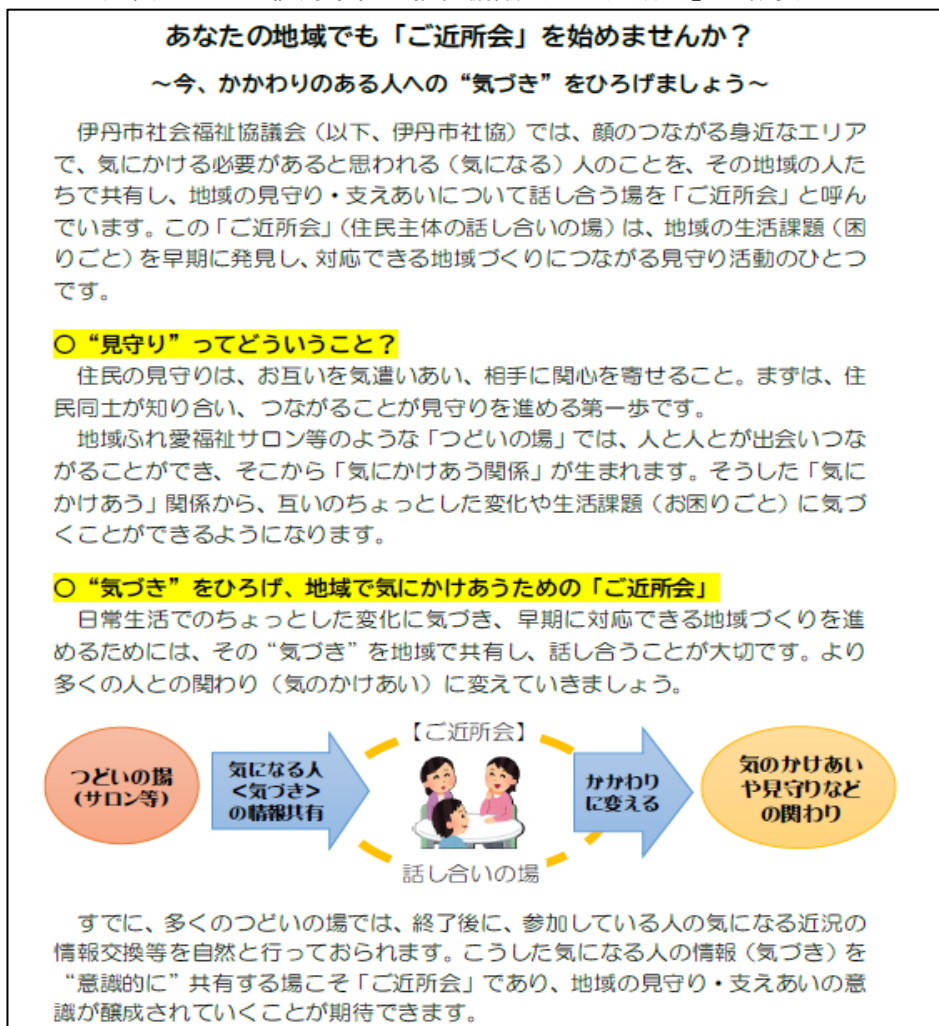 あなたの地域でも「ご近所会」を始めませんか？
～今、かかわりのある人への“気づき”をひろげましょう～
伊丹市社会福祉協議会（以下、伊丹市社協）では、顔のつながる身近なエリア
で、気にかける必要があると思われる（気になる）人のことを、その地域の人た
ちで共有し、地域の見守り・支えあいについて話し合う場を「ご近所会」と呼ん
でいます。この「ご近所会」（住民主体の話し合いの場）は、地域の生活課題（困
りごと）を早期に発見し、対応できる地域づくりにつながる見守り活動のひとつ
です。
〇“見守り”ってどういうこと？
住民の見守りは、お互いを気遣いあい、相手に関心を寄せること。まずは、住
民同士が知り合い、つながることが見守りを進める第一歩です。
地域ふれ愛福祉サロン等のような「つどいの場」では、人と人とが出会いつな
がることができ、そこから「気にかけあう関係」が生まれます。そうした「気に
かけあう」関係から、互いのちょっとした変化や生活課題（お困りごと）に気づ
くことができるようになります。
〇“気づき”をひろげ、地域で気にかけあうための「ご近所会」
日常生活でのちょっとした変化に気づき、早期に対応できる地域づくりを進
めるためには、その“気づき”を地域で共有し、話し合うことが大切です。より
多くの人との関わり（気のかけあい）に変えていきましょう。
つどいの場
（サロン等）
気になる人
＜気づき＞
の情報共有
【ご近所会】
話し合いの場
かかわり
に変える
気のかけあい
や見守りなど
の関わり
すでに、多くのつどいの場では、終了後に、参加している人の気になる近況の
情報交換等を自然と行っておられます。こうした気になる人の情報（気づき）を
“意識的に”共有する場こそ「ご近所会」であり、地域の見守り・支えあいの意
識が醸成されていくことが期待できます。